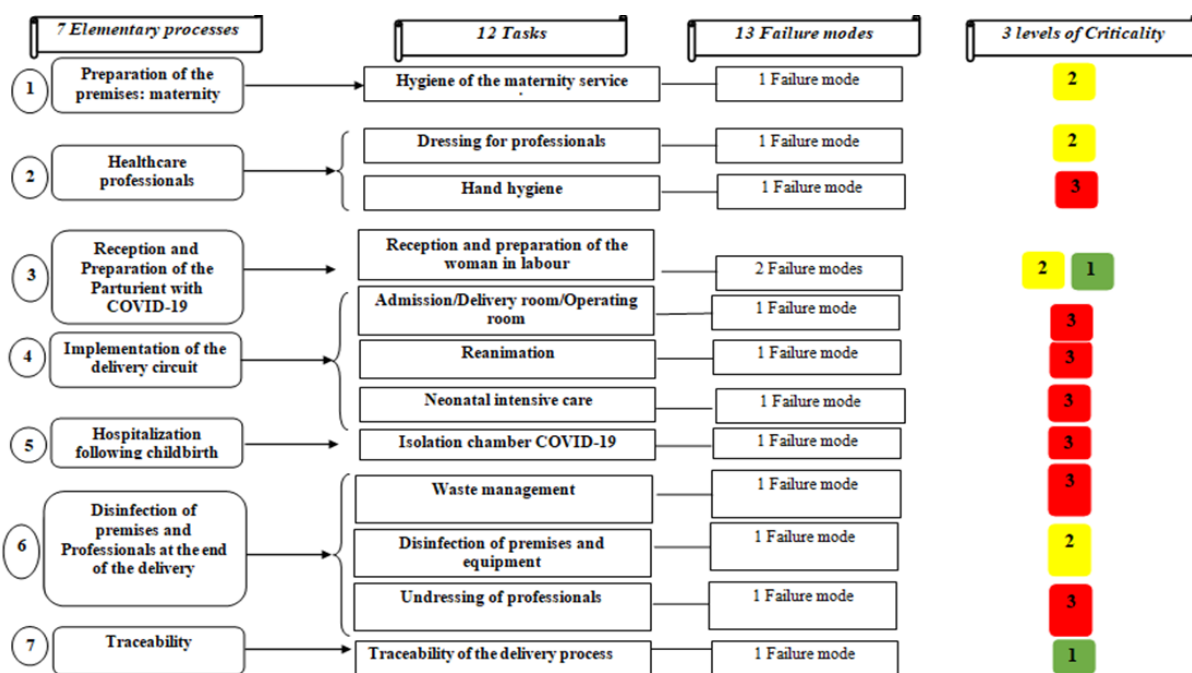 7 Elementary processes
12 Tasks
13 Failure modes
3 levels of Criticality
1
Preparation of the
premises: maternity
Hygiene of the maternity service
1 Failure mode
2
2
Healthcare
professionals
Dressing for professionals
1 Failure mode
2
Hand hygiene
1 Failure mode
3
3
Reception and
Preparation of the
Parturient with
COVID-19
Reception and preparation of the
woman in labour
2 Failure modes
2
1
4
Implementation of the
delivery circuit
Admission/Delivery room/Operating
room
1 Failure mode
3
Reanimation
1 Failure mode
3
Neonatal intensive care
1 Failure mode
3
5
Hospitalization
following childbirth
Isolation chamber COVID-19
1 Failure mode
3
6
Disinfection of
premises and
Professionals at the end
of the delivery
Waste management
1 Failure mode
3
Disinfection of premises and
equipment
1 Failure mode
2
Undressing of professionals
1 Failure mode
3
7
Traceability
Traceability of the delivery process
1 Failure mode
1